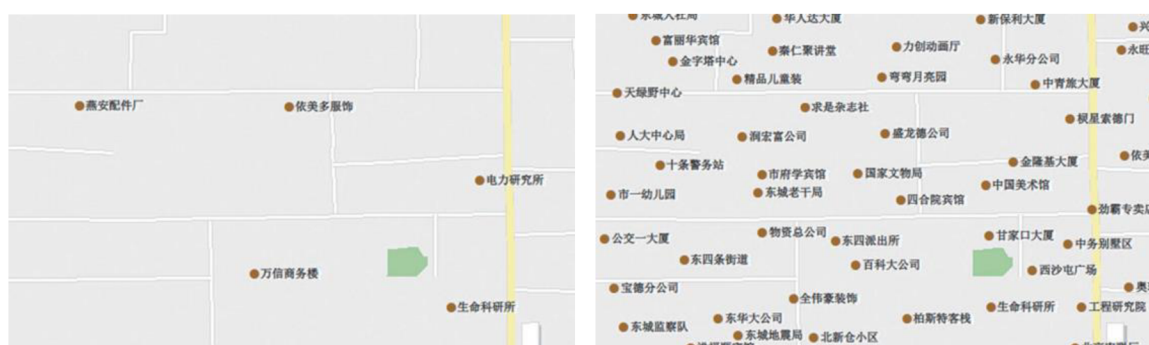 燕安配件厂
依美多服饰
电力研究所
万信商务楼
生命科研所
华人达大厦
新保利大厦
富丽华宾馆
秦仁聚讲堂
力创动画厅
金字塔中心
永华分公司
精品儿童装
弯弯月亮园
中青旅大厦
天绿野中心
求是杂志社
枳星索德门
人大中心局
润宏富公司
盛龙德公司
十条警务站
金隆基大厦
市府学宾馆
国家文物局
中国美术馆
市一幼儿园
东城老干局
四合院宾馆
劲霸专卖店
公交一大厦
物资总公司
东四派出所
甘家口大厦
中务别墅区
东四条街道
百科大公司
西沙屯广场
宝德分公司
全伟豪装饰
生命科研所
工程研究院
东华大公司
柏斯特客栈
东城监察队
东城地震局
北新仓小区